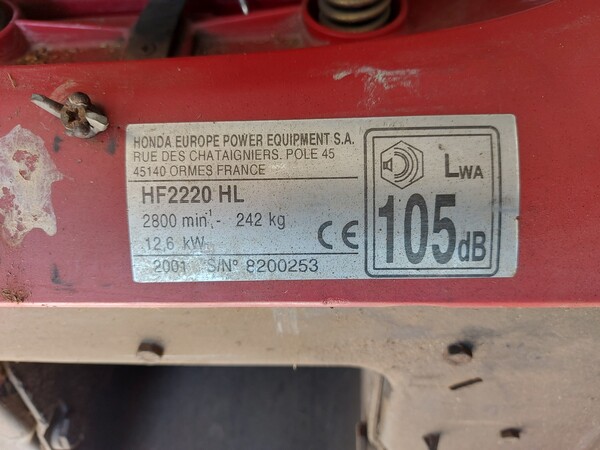 HONDA EUROPE POWER EQUIPMENT S.A.
RUE DES CHATAIGNIERS. POLE 45
45140 ORMES FRANCE
HF2220 HL
2800 min⁻¹- 242 kg
12,6 kW
CE
2001 S/N° 8200253
LWA
105dB